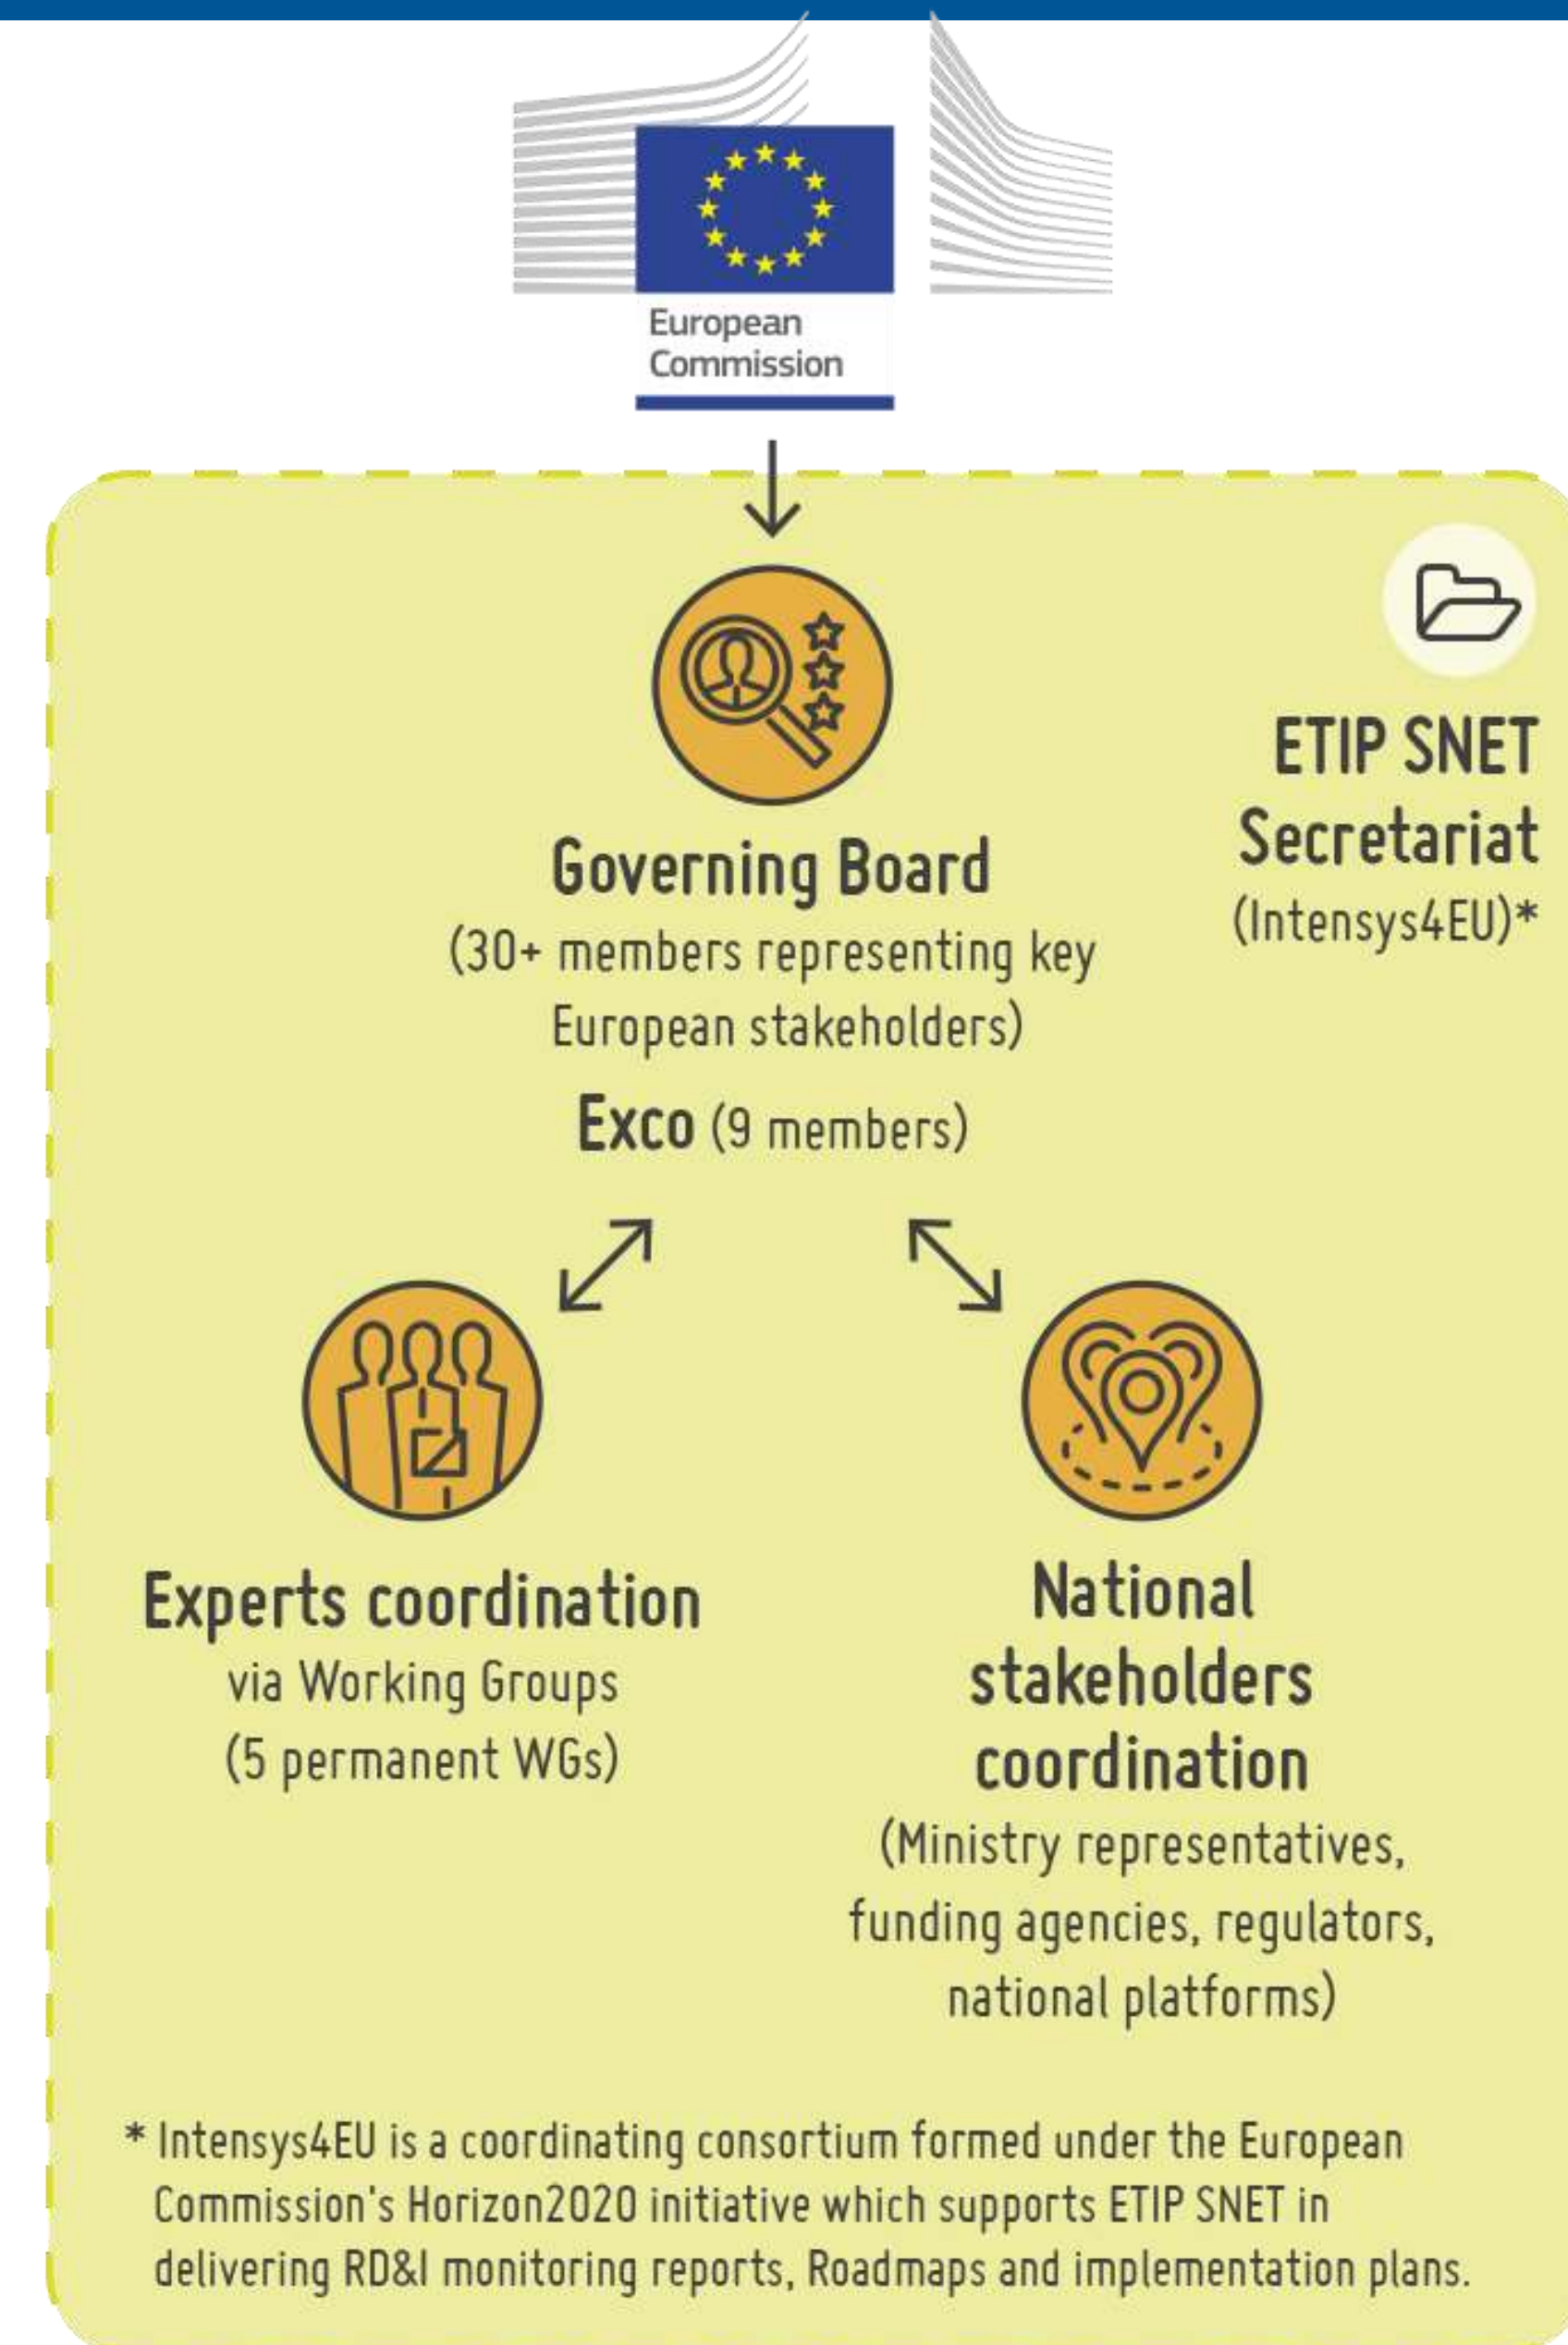 European
Commission
ETIP SNET
Secretariat
(Intensys4EU)*
Governing Board
(30+ members representing key
European stakeholders)
Exco (9 members)
Experts coordination
via Working Groups
(5 permanent WGs)
National
stakeholders
coordination
(Ministry representatives,
funding agencies, regulators,
national platforms)
* Intensys4EU is a coordinating consortium formed under the European
Commission's Horizon2020 initiative which supports ETIP SNET in
delivering RD&I monitoring reports, Roadmaps and implementation plans.